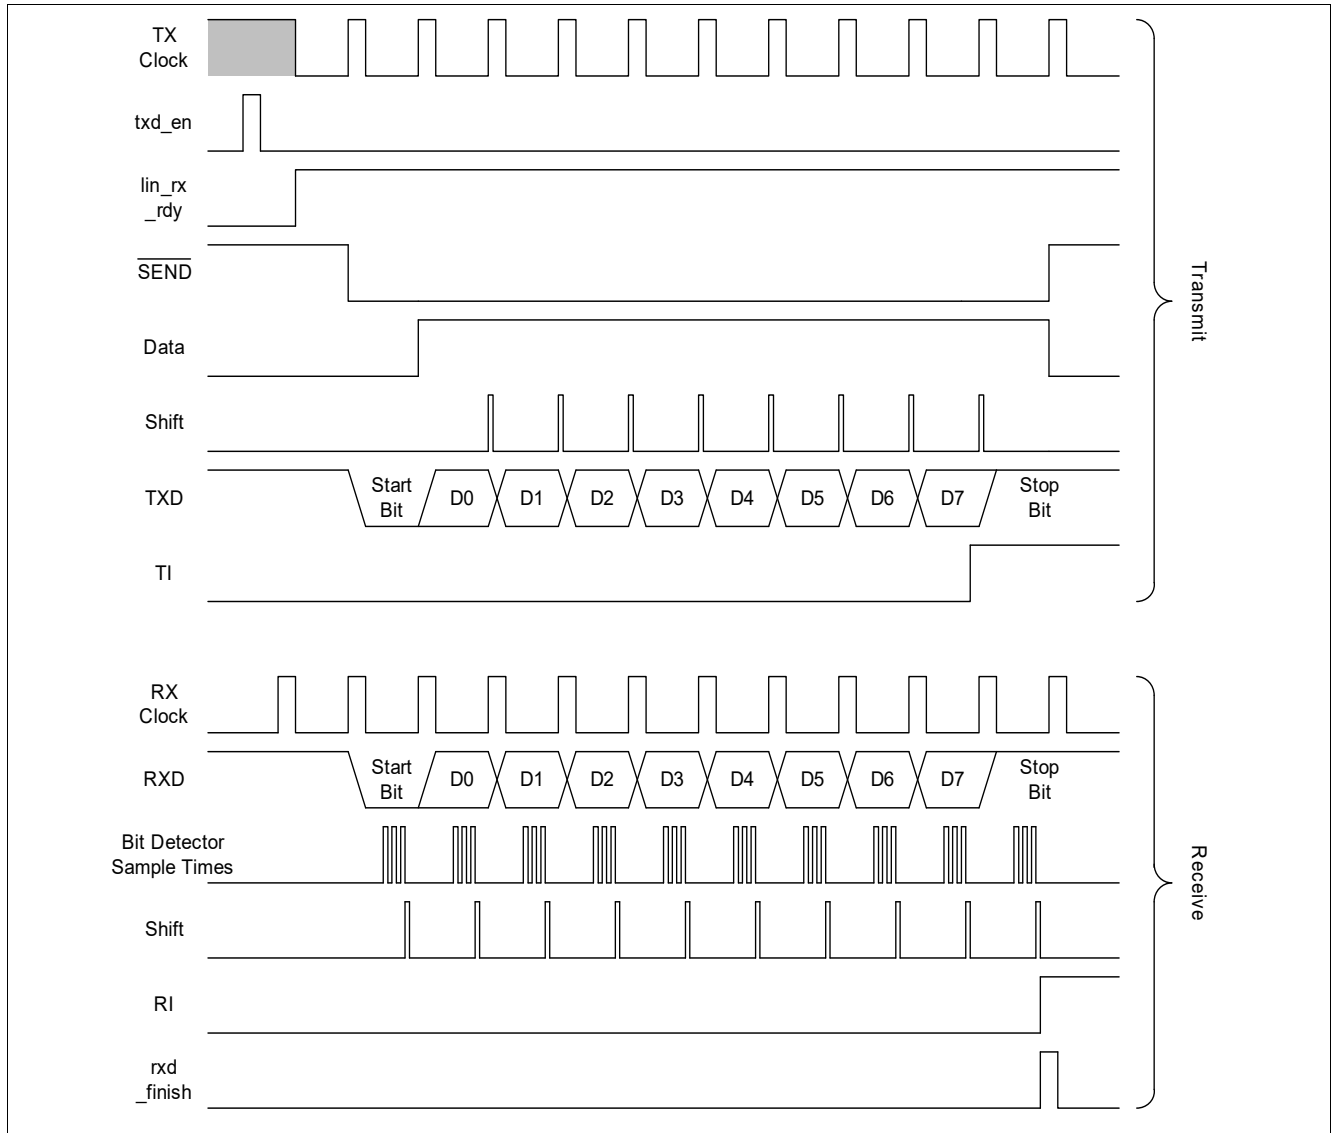 TX
Clock
txd_en
lin_rx
_rdy
SEND
Data
Shift
TXD
Start
Bit
D0
D1
D2
D3
D4
D5
D6
D7
Stop
Bit
TI
Transmit
RX
Clock
RXD
Start
Bit
D0
D1
D2
D3
D4
D5
D6
D7
Stop
Bit
Bit Detector
Sample Times
Shift
RI
rxd
_finish
Receive